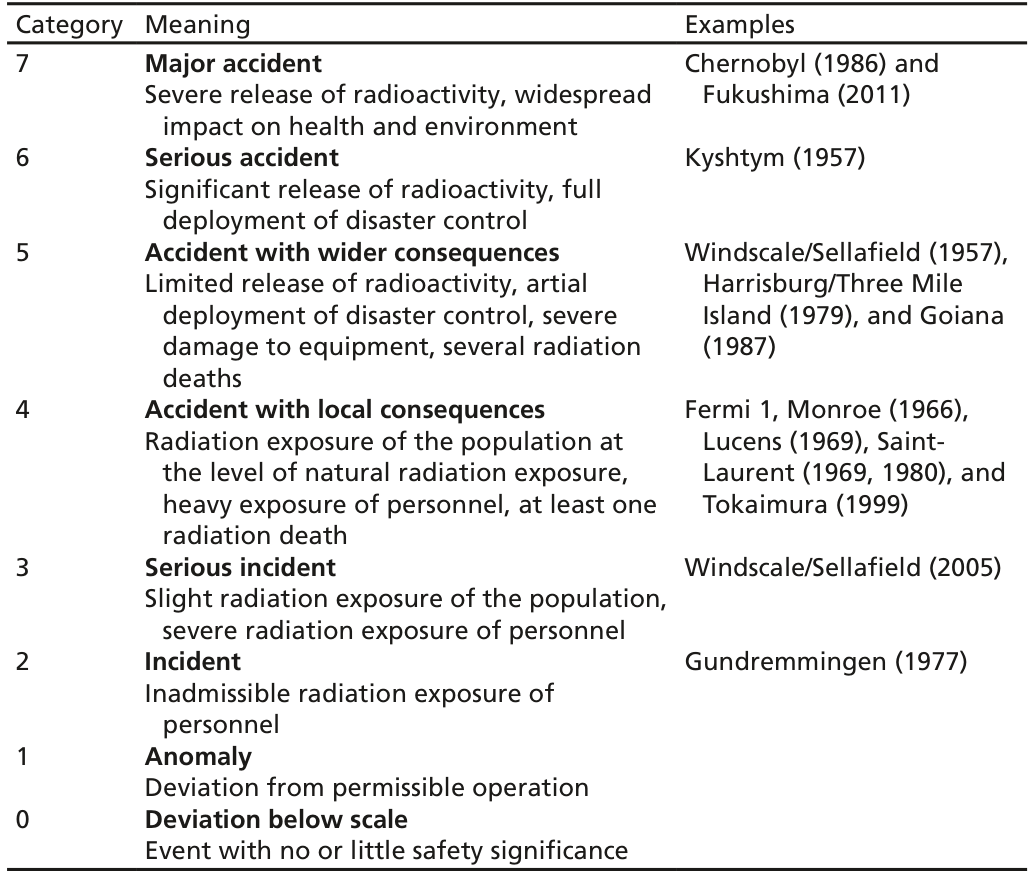 Category Meaning Examples
7 Major accident Chernobyl (1986) and
Severe release of radioactivity, widespread Fukushima (2011)
impact on health and environment
6 Serious accident Kyshtym (1957)
Significant release of radioactivity, full
deployment of disaster control
5 Accident with wider consequences Windscale/Sellafield (1957),
Limited release of radioactivity, artial Harrisburg/Three Mile
deployment of disaster control, severe Island (1979), and Goiana
damage to equipment, several radiation (1987)
deaths
4 Accident with local consequences Fermi 1, Monroe (1966),
Radiation exposure of the population at Lucens (1969), Saint-
the level of natural radiation exposure, Laurent (1969, 1980), and
heavy exposure of personnel, at least one Tokaimura (1999)
radiation death
3 Serious incident Windscale/Sellafield (2005)
Slight radiation exposure of the population,
severe radiation exposure of personnel
2 Incident Gundremmingen (1977)
Inadmissible radiation exposure of
personnel
1 Anomaly
Deviation from permissible operation
0 Deviation below scale
Event with no or little safety significance